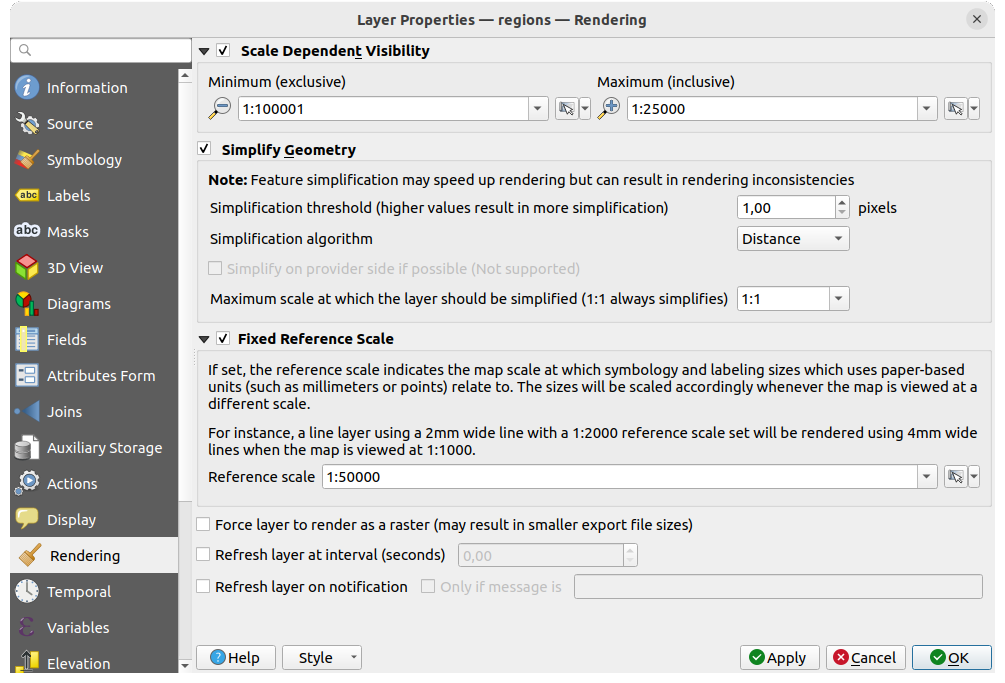 Layer Properties — regions — Rendering
Information
Source
Symbology
abc Labels
abc Masks
3D View
Diagrams
Fields
Attributes Form
Joins
Auxiliary Storage
Actions
Display
Rendering
Temporal
Variables
Elevation
Scale Dependent Visibility
Minimum (exclusive) Maximum (inclusive)
1:100001 1:25000
Simplify Geometry
Note: Feature simplification may speed up rendering but can result in rendering inconsistencies
Simplification threshold (higher values result in more simplification) 1,00 pixels
Simplification algorithm Distance
Simplify on provider side if possible (Not supported)
Maximum scale at which the layer should be simplified (1:1 always simplifies) 1:1
Fixed Reference Scale
If set, the reference scale indicates the map scale at which symbology and labeling sizes which uses paper-based
units (such as millimeters or points) relate to. The sizes will be scaled accordingly whenever the map is viewed at a
different scale.
For instance, a line layer using a 2mm wide line with a 1:2000 reference scale set will be rendered using 4mm wide
lines when the map is viewed at 1:1000.
Reference scale 1:50000
Force layer to render as a raster (may result in smaller export file sizes)
Refresh layer at interval (seconds) 0,00
Refresh layer on notification Only if message is
Help Style Apply Cancel OK